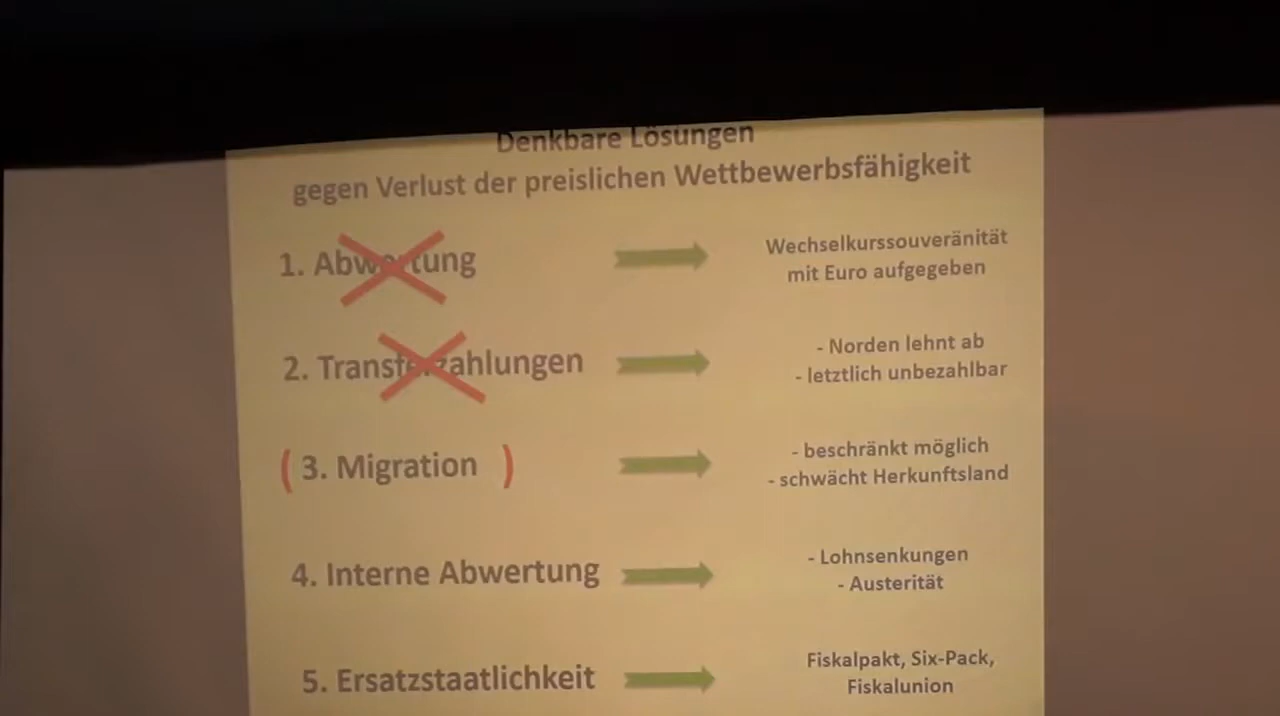 Denkbare Lösungen
gegen Verlust der preislichen Wettbewerbsfähigkeit
1. Abwertung
Wechselkurssouveränität
mit Euro aufgegeben
2. Transferzahlungen
- Norden lehnt ab
- letztlich unbezahlbar
( 3. Migration )
- beschränkt möglich
- schwächt Herkunftsland
4. Interne Abwertung
- Lohnsenkungen
- Austerität
5. Ersatzstaatlichkeit
Fiskalpakt, Six-Pack,
Fiskalunion